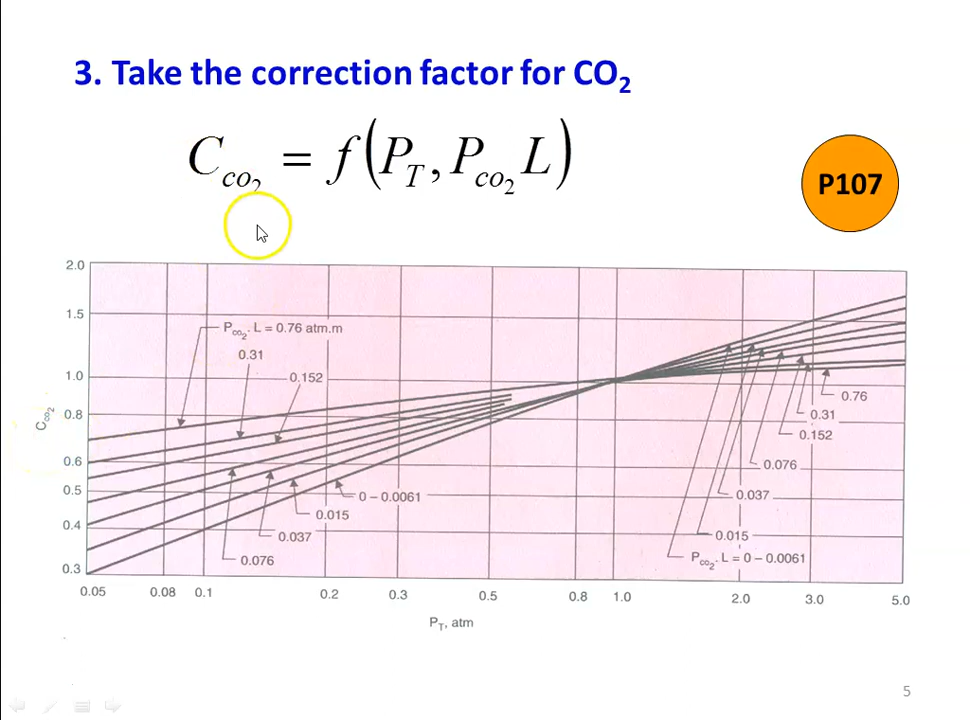 3. Take the correction factor for CO₂
C_co₂ = f(P_T, P_co₂ L)
P107
2.0
1.5
1.0
0.8
0.6
0.5
0.4
0.3
C_co₂
P_co₂. L = 0.76 atm.m
0.31
0.152
0 – 0.0061
0.015
0.037
0.076
0.76
0.31
0.152
0.076
0.037
0.015
P_co₂. L = 0 – 0.0061
0.05 0.08 0.1 0.2 0.3 0.5 0.8 1.0 2.0 3.0 5.0
P_T, atm
5